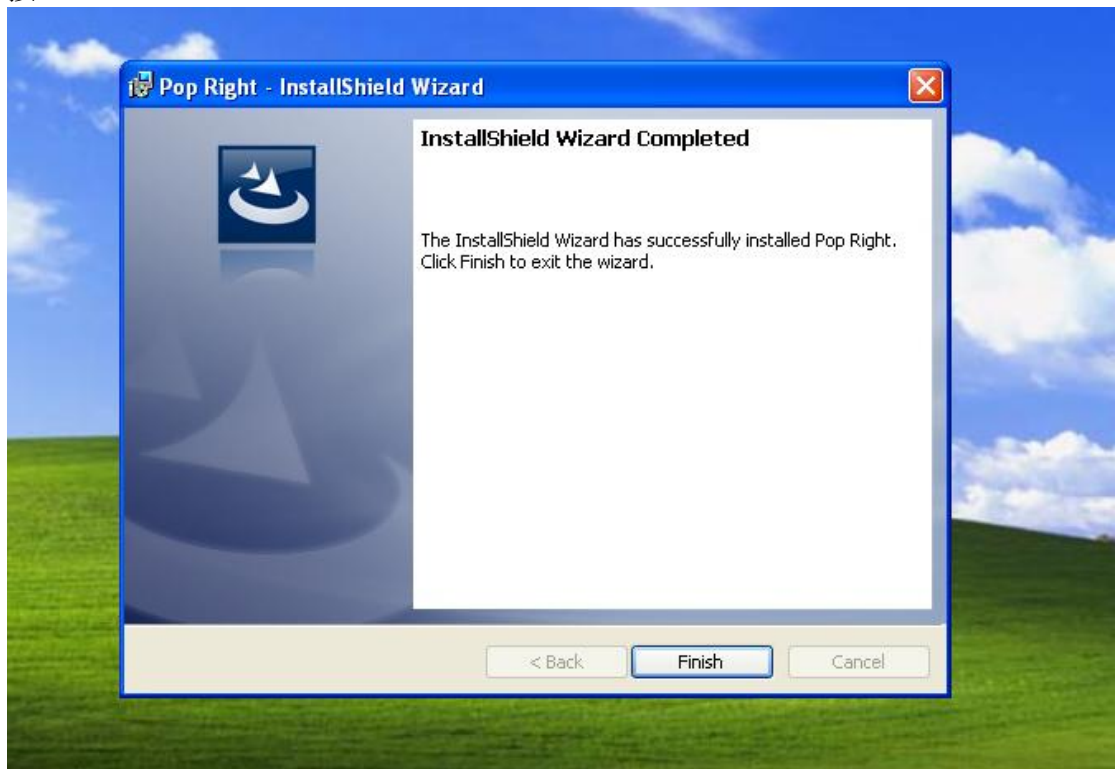 Pop Right - InstallShield Wizard
InstallShield Wizard Completed
The InstallShield Wizard has successfully installed Pop Right.
Click Finish to exit the wizard.
< Back
Finish
Cancel